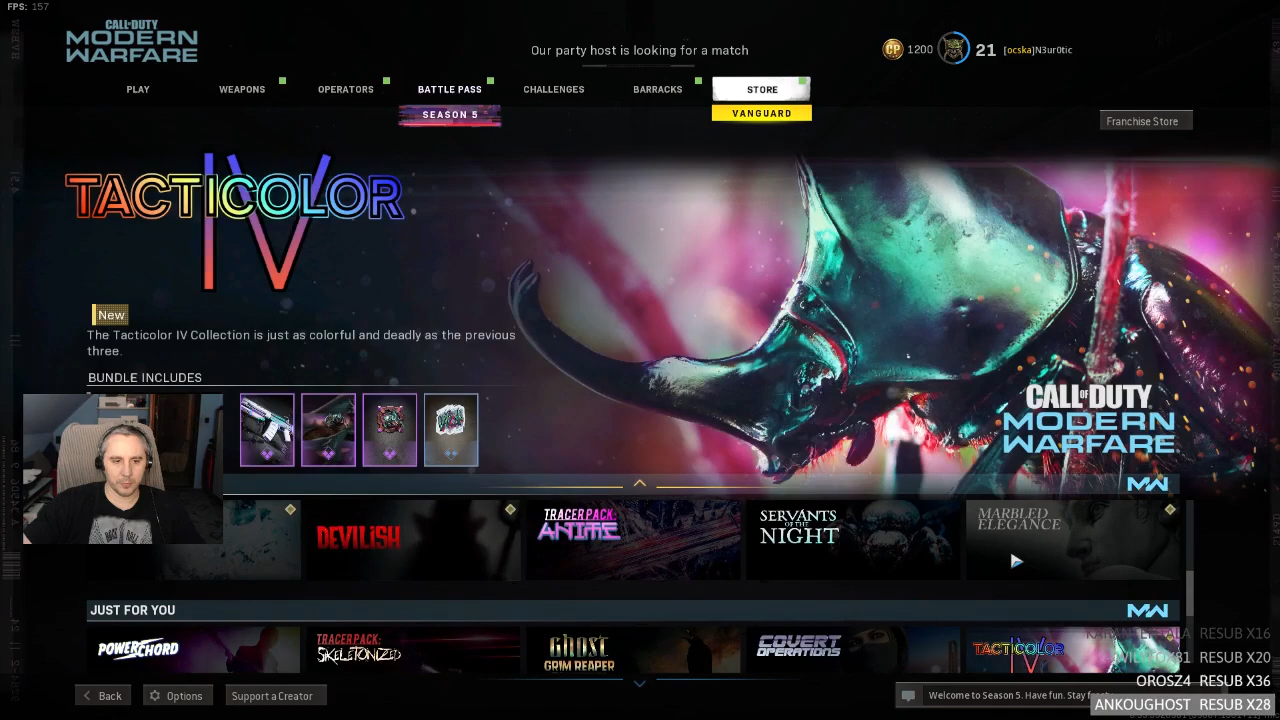 FPS: 157
CALL OF DUTY
MODERN
WARFARE
Our party host is looking for a match
CP 1200
21 [ocska]N3ur0tic
PLAY
WEAPONS
OPERATORS
BATTLE PASS
CHALLENGES
BARRACKS
STORE
SEASON 5
VANGUARD
Franchise Store
TACTICOLOR
IV
New
The Tacticolor IV Collection is just as colorful and deadly as the previous
three.
BUNDLE INCLUDES
CALL OF DUTY
MODERN
WARFARE
MW
DEVILISH
TRACER PACK:
ANIME
SERVANTS
OF THE
NIGHT
MARBLED
ELEGANCE
JUST FOR YOU
MW
POWERCHORD
TRACER PACK:
SKELETONIZED
Ghost
GRIM REAPER
COVERT
OPERATIONS
TACTICOLOR
IV
RESUB X16
RESUB X20
OROSZ4 RESUB X36
ANKOUGHOST RESUB X28
Back
Options
Support a Creator
Welcome to Season 5. Have fun. Stay